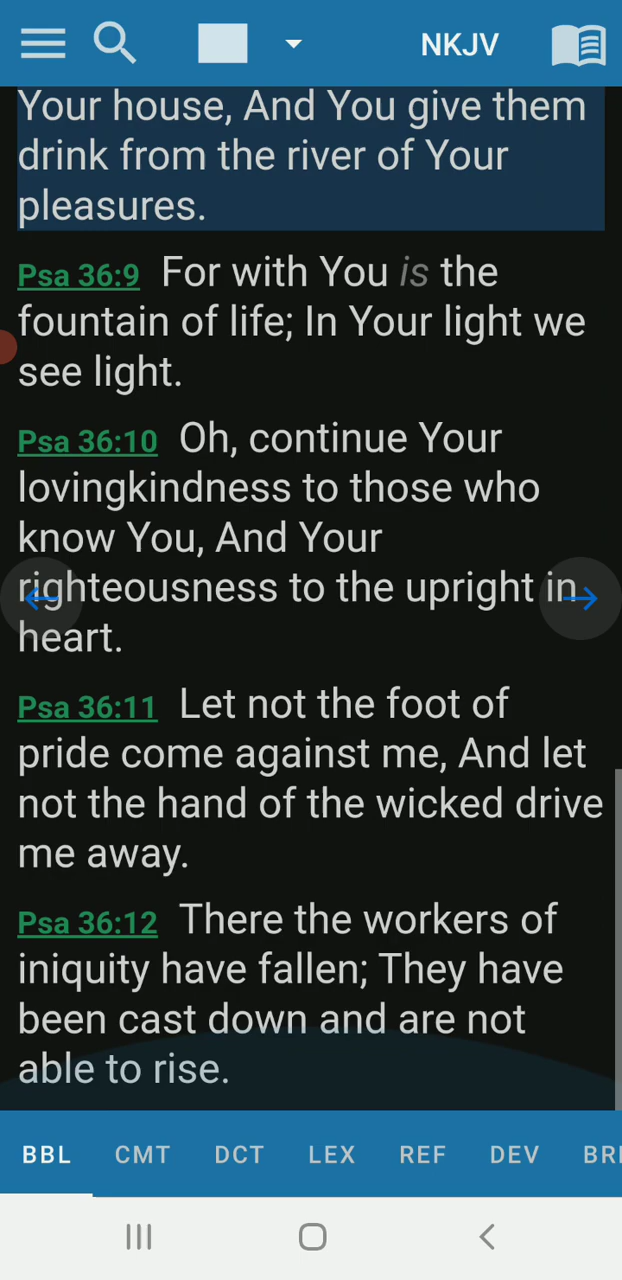 NKJV
Your house, And You give them
drink from the river of Your
pleasures.
Psa 36:9 For with You is the
fountain of life; In Your light we
see light.
Psa 36:10 Oh, continue Your
lovingkindness to those who
know You, And Your
righteousness to the upright in
heart.
Psa 36:11 Let not the foot of
pride come against me, And let
not the hand of the wicked drive
me away.
Psa 36:12 There the workers of
iniquity have fallen; They have
been cast down and are not
able to rise.
BBL CMT DCT LEX REF DEV BRI